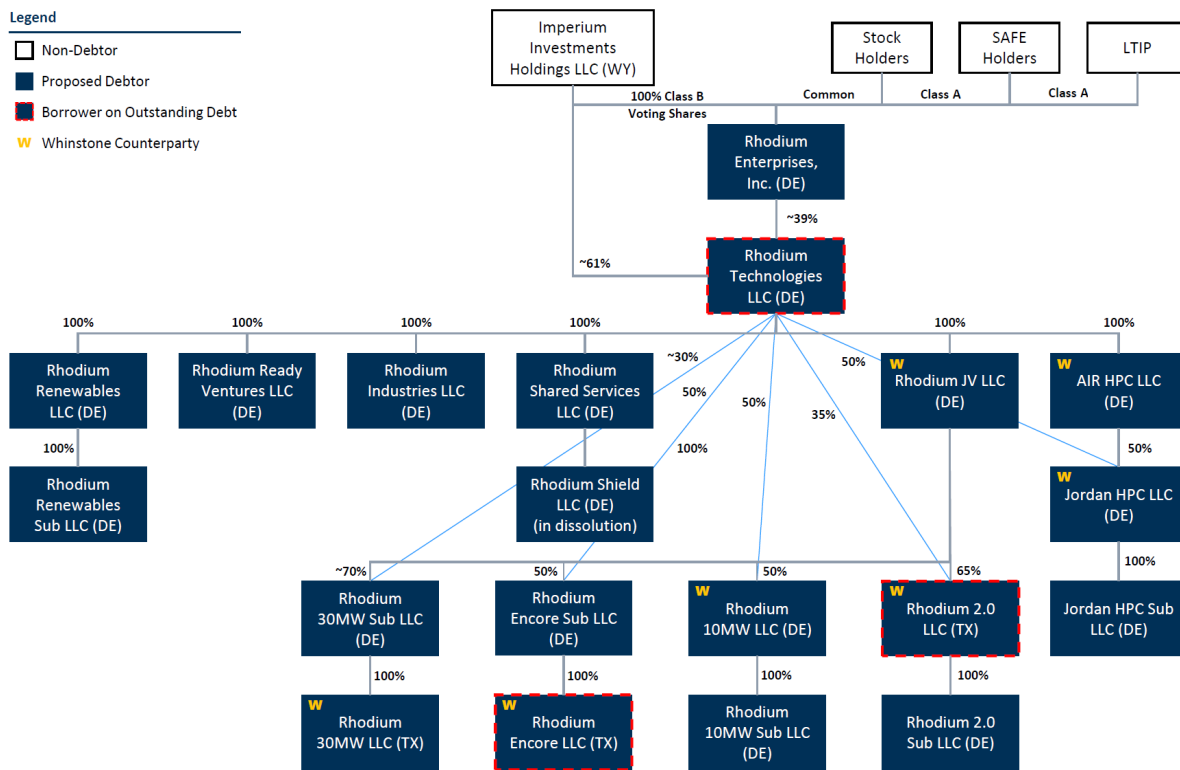 Legend
Non-Debtor
Proposed Debtor
Borrower on Outstanding Debt
W Whinstone Counterparty
Imperium
Investments
Holdings LLC (WY)
Stock
Holders
SAFE
Holders
LTIP
100% Class B
Voting Shares
Common
Class A
Class A
Rhodium
Enterprises,
Inc. (DE)
~39%
~61%
Rhodium
Technologies
LLC (DE)
100%
100%
100%
100%
100%
100%
Rhodium
Renewables
LLC (DE)
Rhodium Ready
Ventures LLC
(DE)
Rhodium
Industries LLC
(DE)
Rhodium
Shared Services
LLC (DE)
~30%
50%
50%
35%
50%
W
Rhodium JV LLC
(DE)
W
AIR HPC LLC
(DE)
100%
100%
50%
Rhodium
Renewables
Sub LLC (DE)
Rhodium Shield
LLC (DE)
(in dissolution)
W
Jordan HPC LLC
(DE)
~70%
50%
50%
65%
100%
Rhodium
30MW Sub LLC
(DE)
Rhodium
Encore Sub LLC
(DE)
W
Rhodium
10MW LLC (DE)
W
Rhodium 2.0
LLC (TX)
Jordan HPC Sub
LLC (DE)
100%
100%
100%
100%
W
Rhodium
30MW LLC (TX)
W
Rhodium
Encore LLC (TX)
Rhodium
10MW Sub LLC
(DE)
Rhodium 2.0
Sub LLC (DE)